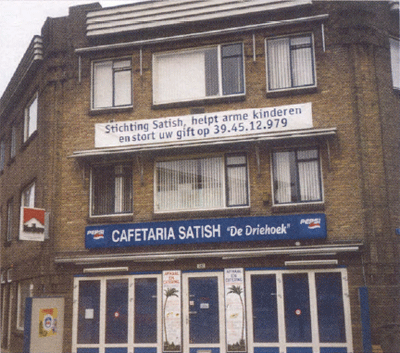 Stichting Satish, helpt arme kinderen
en stort uw gift op 39.45.12.979
PEPSI
CAFETARIA SATISH "De Driehoek"
PEPSI